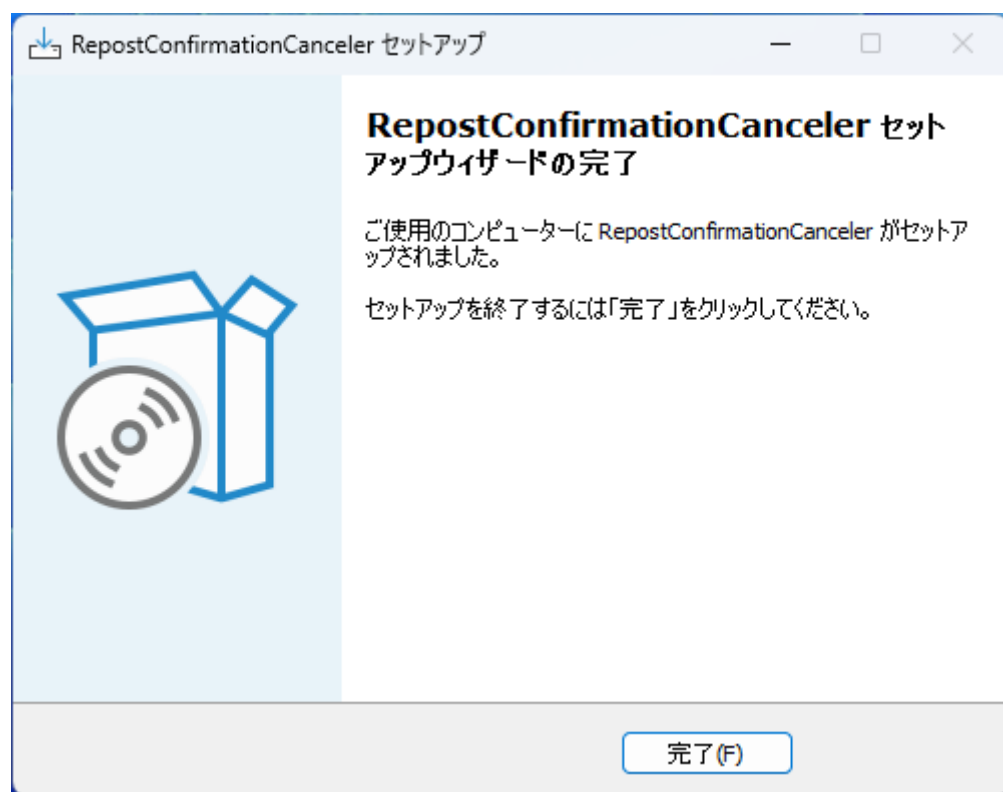 RepostConfirmationCanceler セットアップ
RepostConfirmationCanceler セット
アップウィザードの完了
ご使用のコンピューターに RepostConfirmationCanceler がセットア
ップされました。
セットアップを終了するには「完了」をクリックしてください。
完了(F)